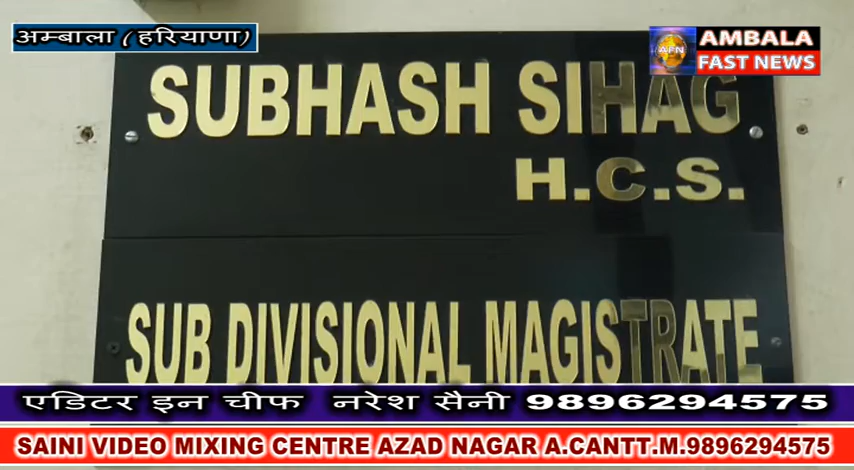 अम्बाला (हरियाणा)
AFN
AMBALA
FAST NEWS
SUBHASH SIHAG
H.C.S.
SUB DIVISIONAL MAGISTRATE
एडिटर इन चीफ नरेश सैनी 9896294575
SAINI VIDEO MIXING CENTRE AZAD NAGAR A.CANTT.M.9896294575